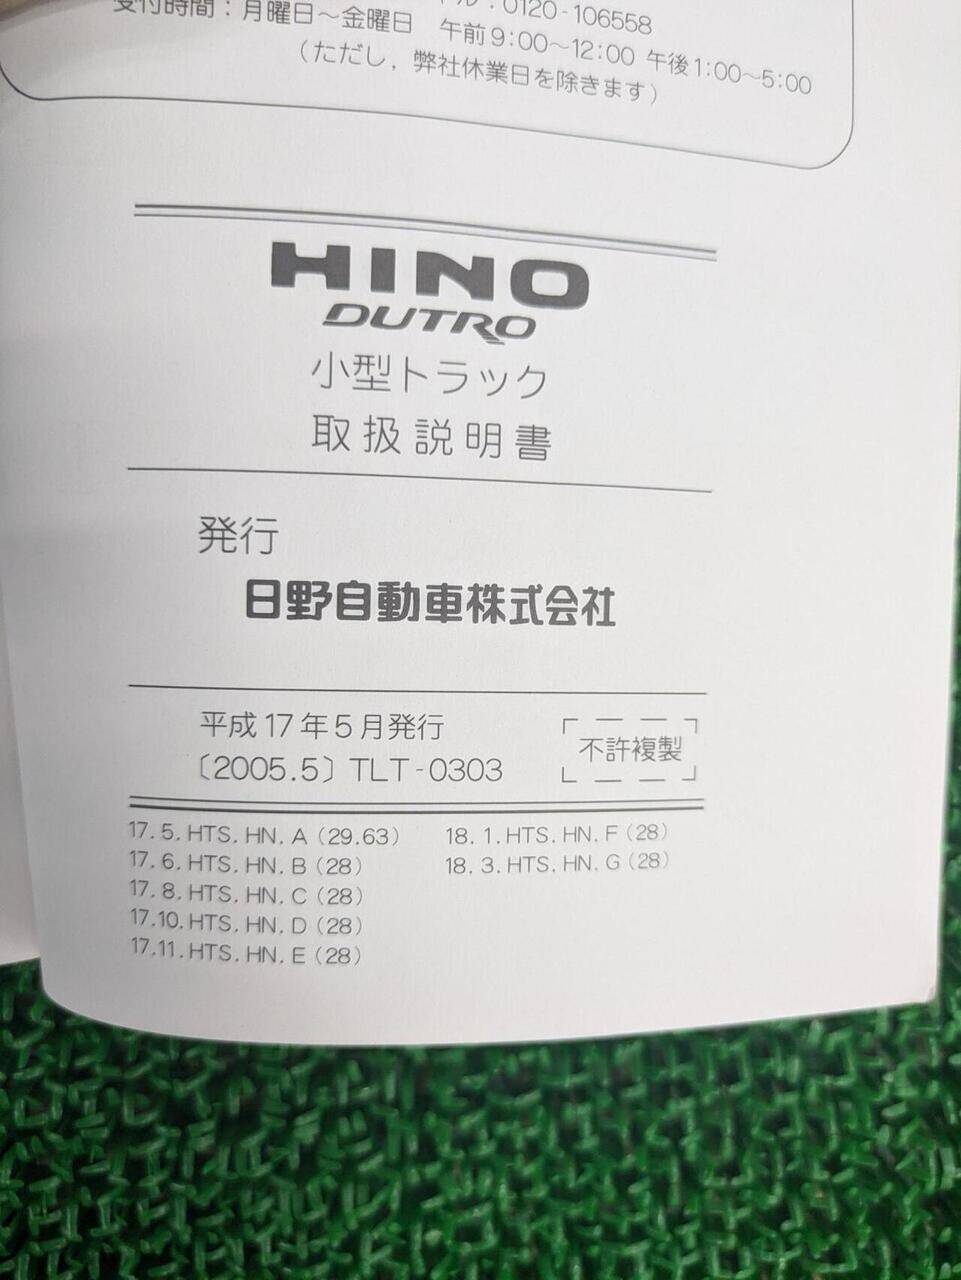 ル：0120-106558
受付時間：月曜日～金曜日　午前9:00～12:00 午後1:00～5:00
（ただし，弊社休業日を除きます）
HINO
DUTRO
小型トラック
取扱説明書
発行
日野自動車株式会社
平成17年5月発行
〔2005.5〕TLT-0303
不許複製
17.5.HTS.HN.A（29.63）
17.6.HTS.HN.B（28）
17.8.HTS.HN.C（28）
17.10.HTS.HN.D（28）
17.11.HTS.HN.E（28）
18.1.HTS.HN.F（28）
18.3.HTS.HN.G（28）